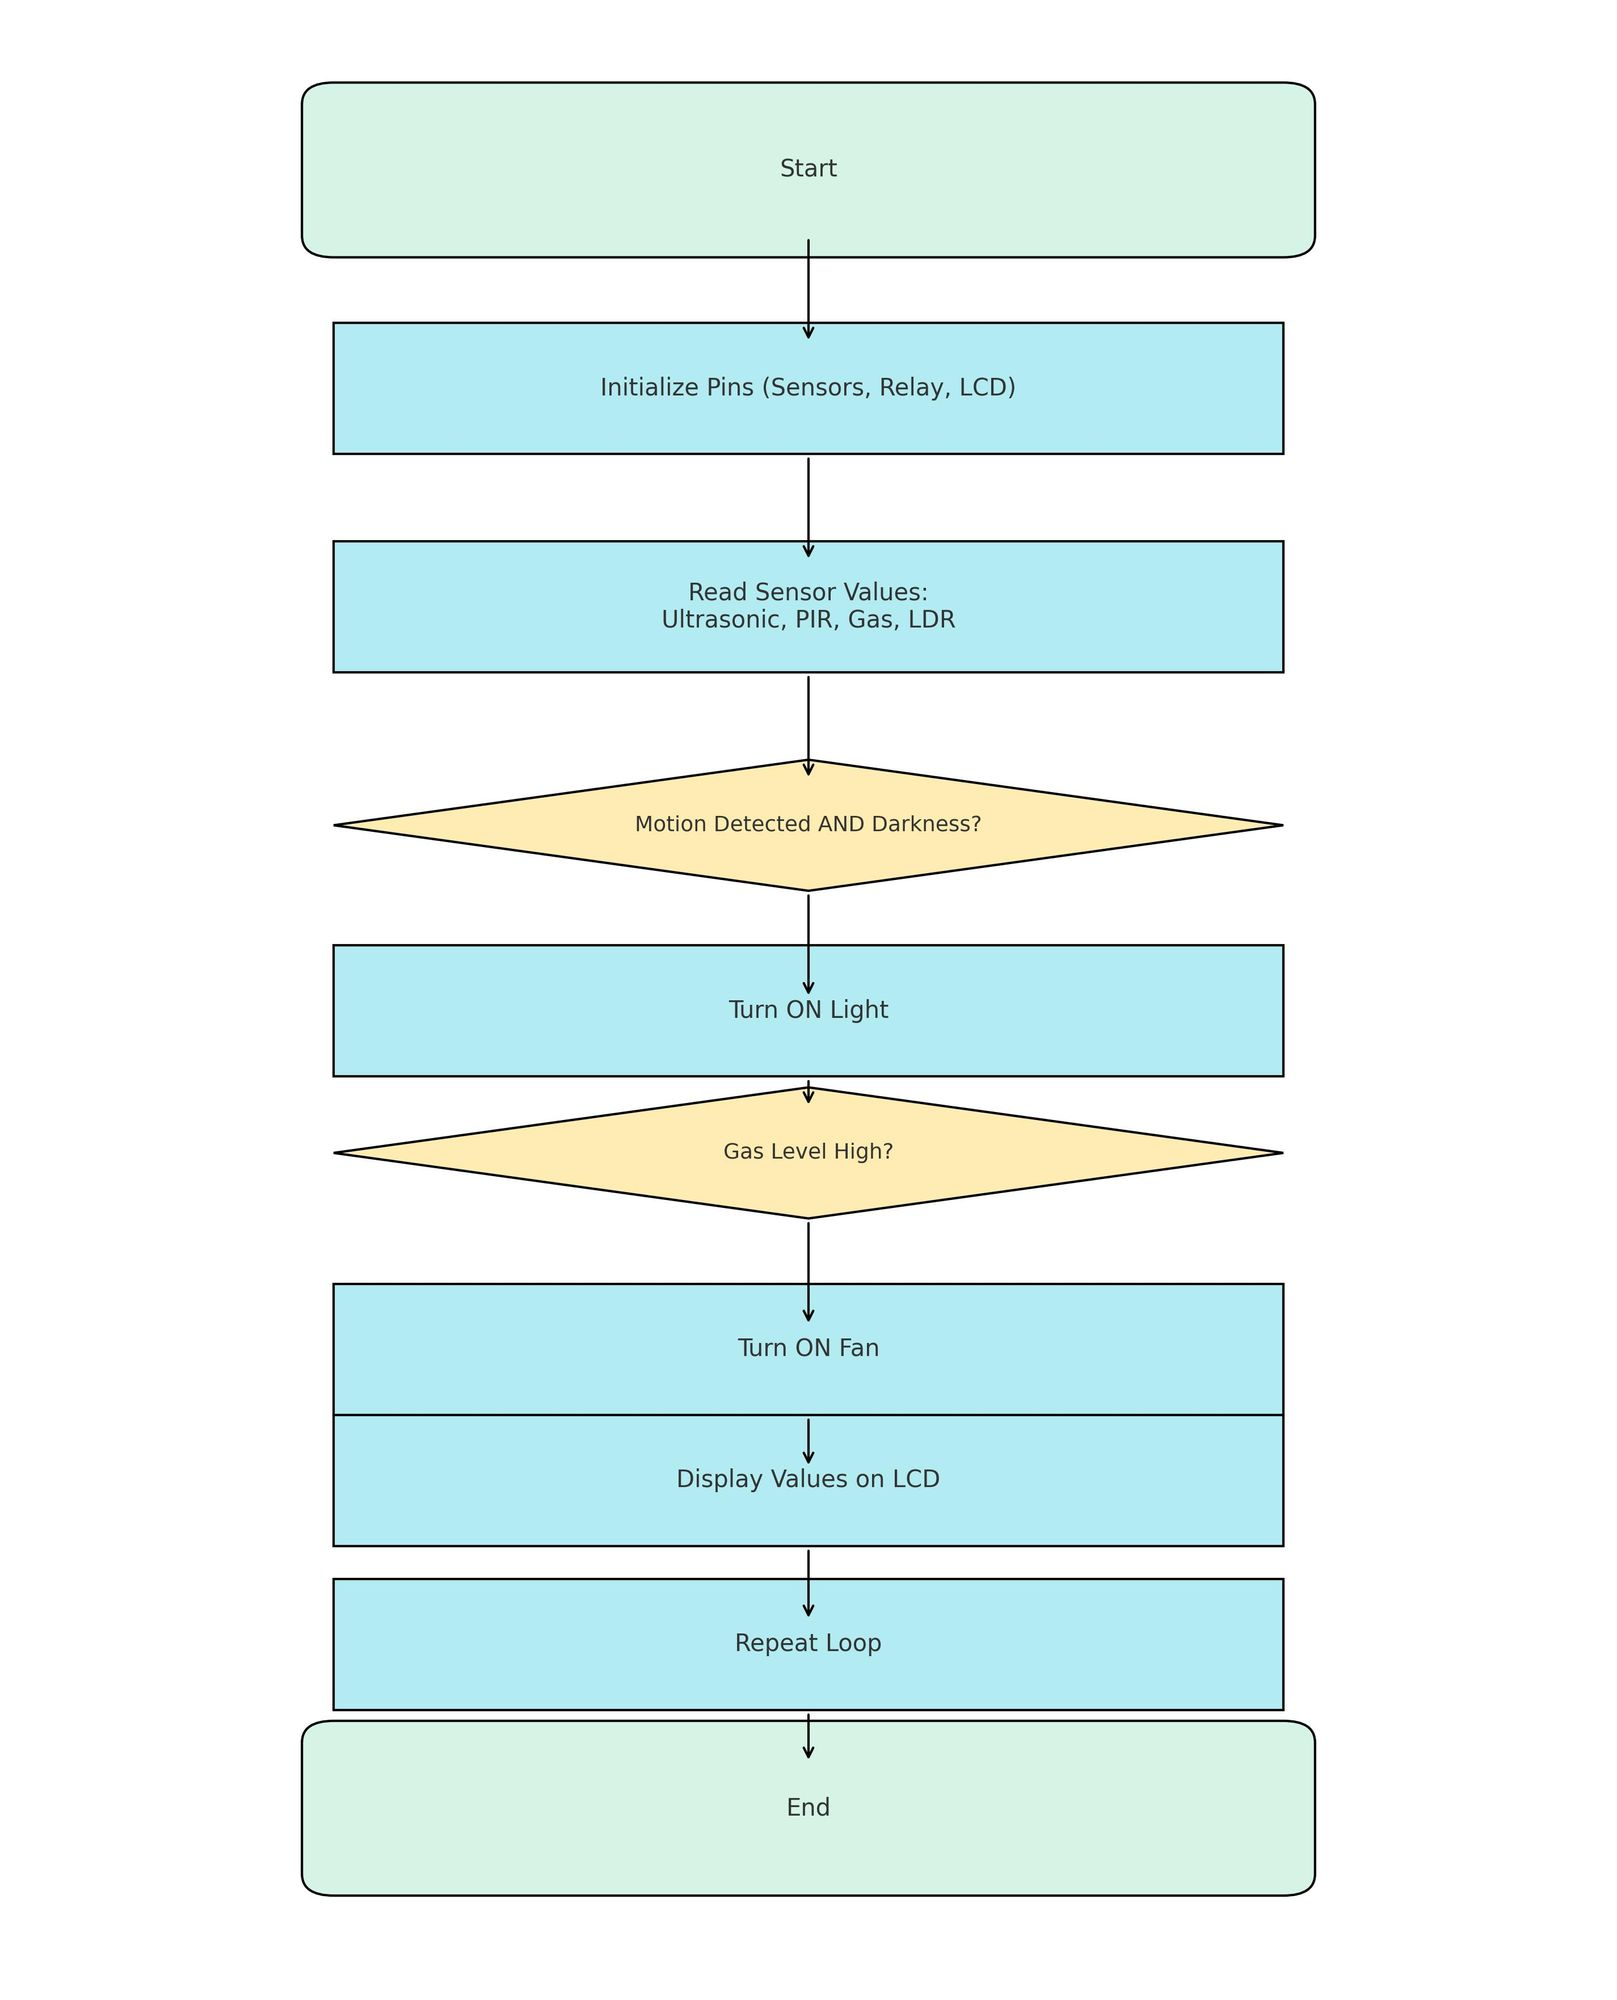 Start
Initialize Pins (Sensors, Relay, LCD)
Read Sensor Values:
Ultrasonic, PIR, Gas, LDR
Motion Detected AND Darkness?
Turn ON Light
Gas Level High?
Turn ON Fan
Display Values on LCD
Repeat Loop
End